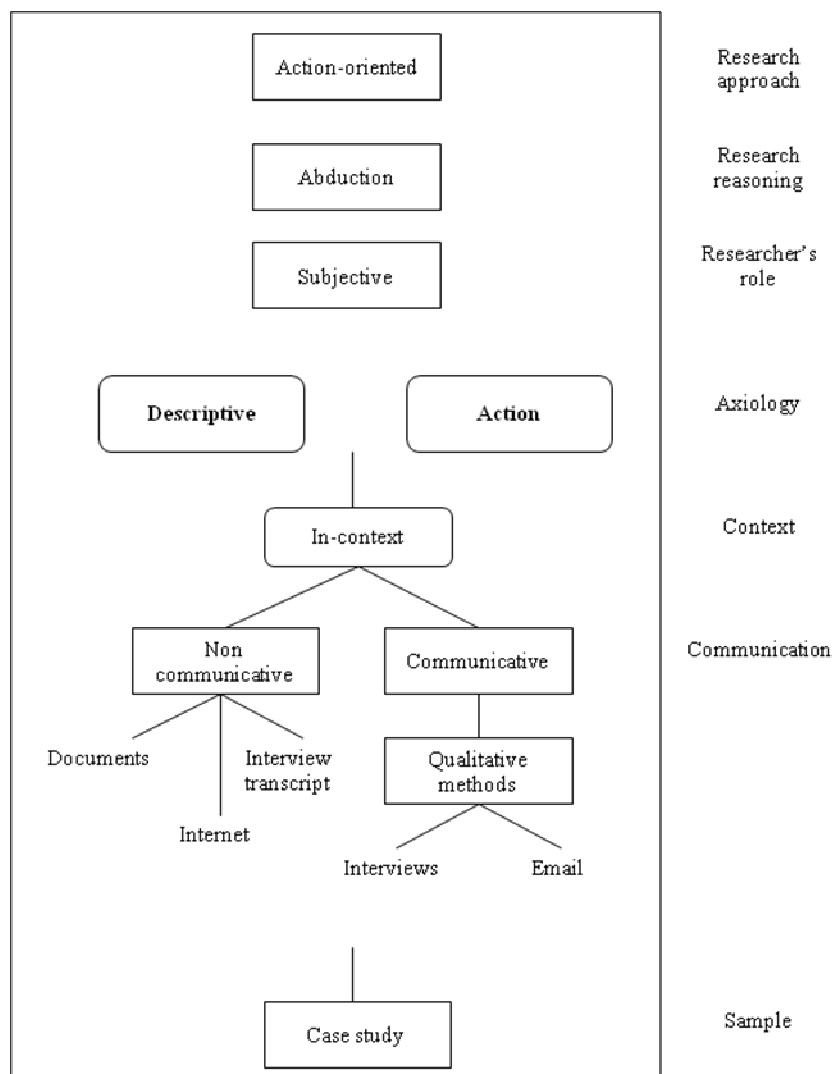 Action-oriented
Research
approach
Abduction
Research
reasoning
Subjective
Researcher's
role
Descriptive
Action
Axiology
In-context
Context
Non
communicative
Communicative
Communication
Documents
Interview
transcript
Qualitative
methods
Internet
Interviews
Email
Case study
Sample